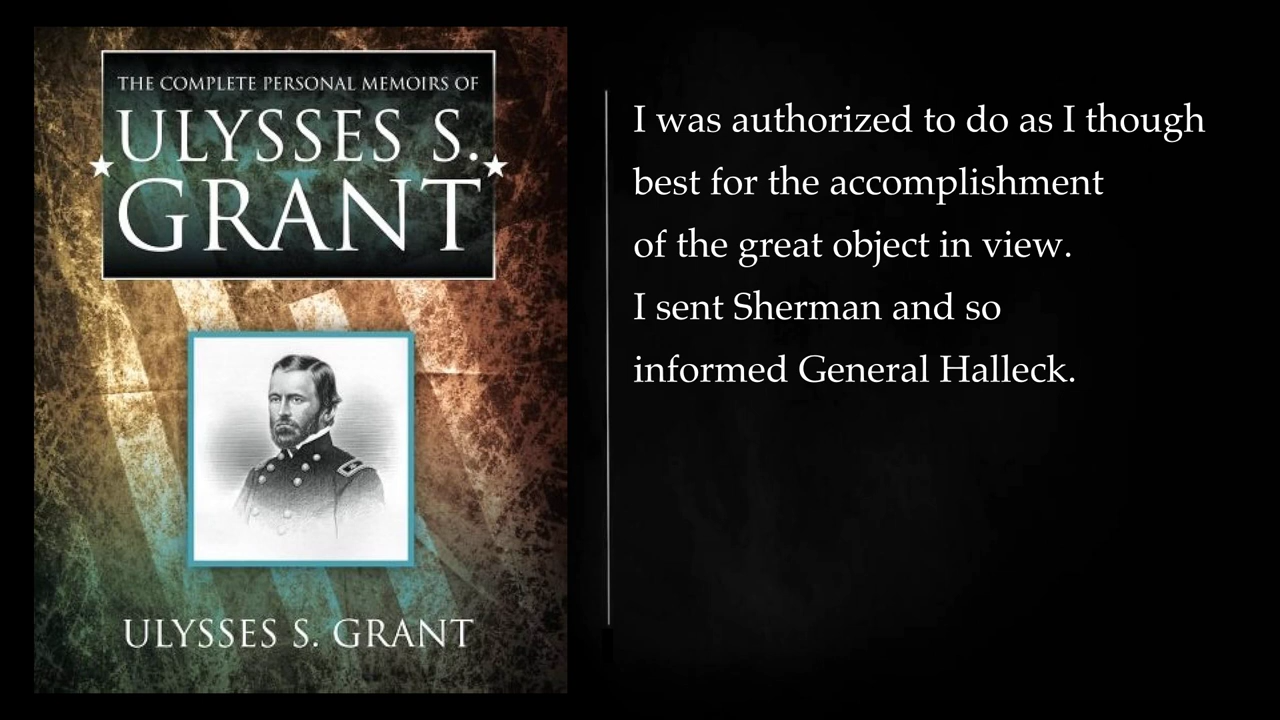 THE COMPLETE PERSONAL MEMOIRS OF
ULYSSES S.
GRANT
ULYSSES S. GRANT
I was authorized to do as I though
best for the accomplishment
of the great object in view.
I sent Sherman and so
informed General Halleck.